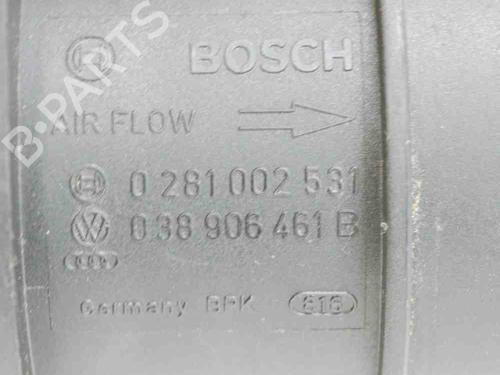 BOSCH
AIR FLOW
0 281 002 531
038 906 461 B
Germany BPK 616
B-PARTS